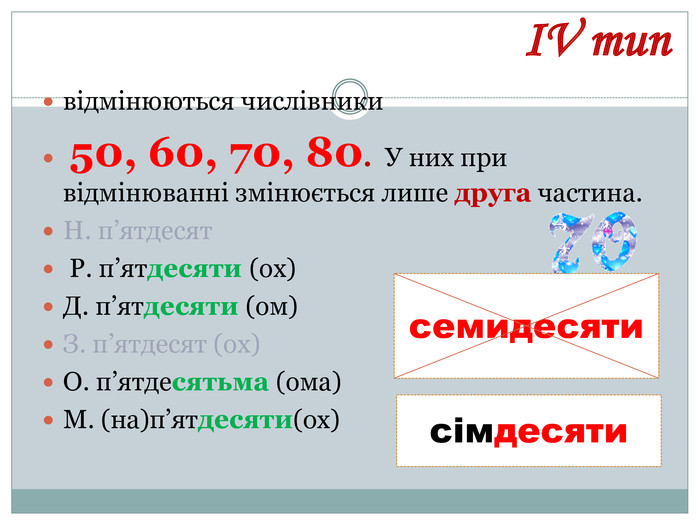 IV тип
відмінюються числівники
50, 60, 70, 80. У них при
відмінюванні змінюється лише друга частина.
Н. п’ятдесят
Р. п’ятдесяти (ох)
Д. п’ятдесяти (ом)
З. п’ятдесят (ох)
О. п’ятдесятьма (ома)
М. (на)п’ятдесяти(ох)
70
семидесяти
сімдесяти